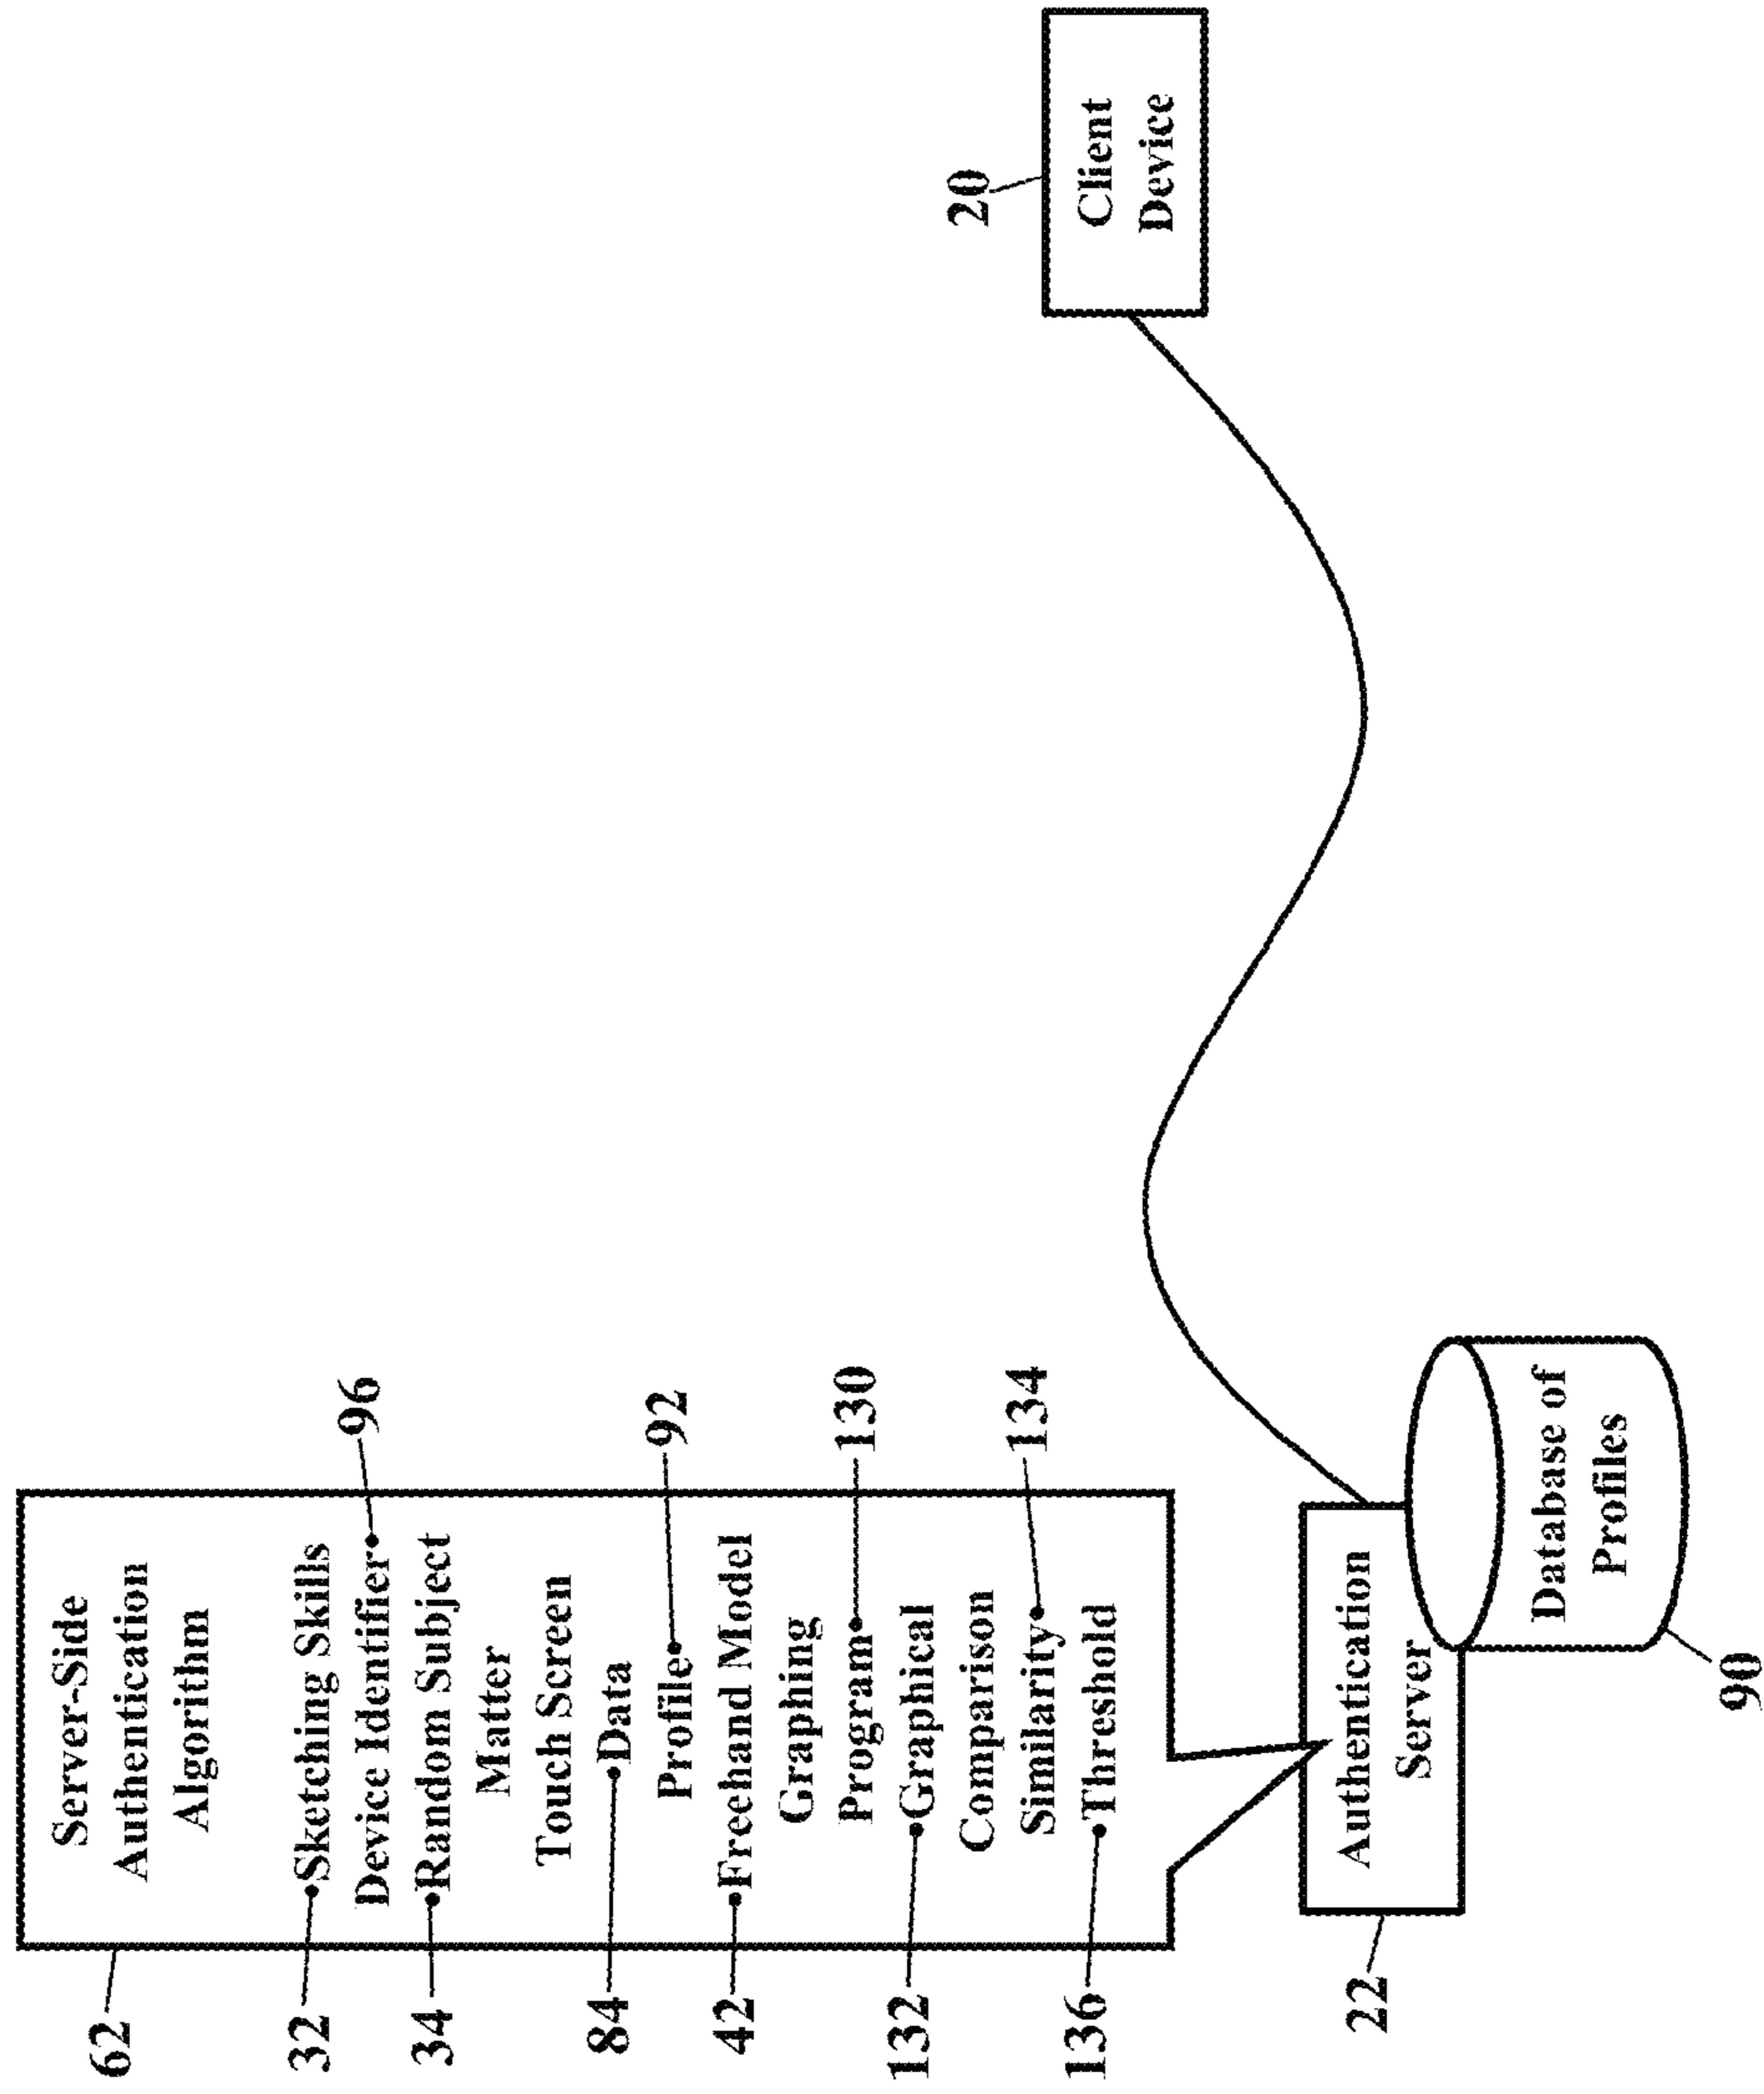 62
Server-Side
Authentication
Algorithm
32
Sketching Skills
Device Identifier
96
34
Random Subject
Matter
Touch Screen
84
Data
Profile
92
42
Freehand Model
Graphing
Program
130
132
Graphical
Comparison
Similarity
134
136
Threshold
22
Authentication
Server
Database of
Profiles
90
20
Client
Device